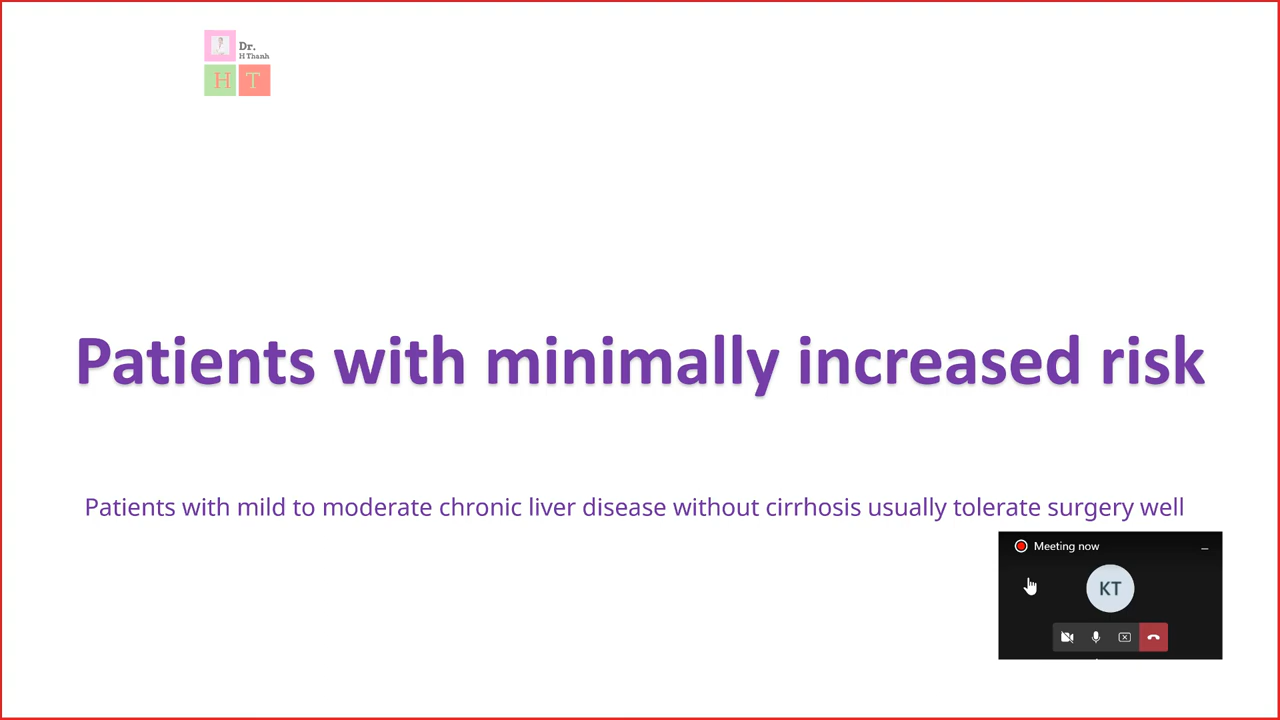 Dr.
H Thanh
H T
Patients with minimally increased risk
Patients with mild to moderate chronic liver disease without cirrhosis usually tolerate surgery well
Meeting now
KT